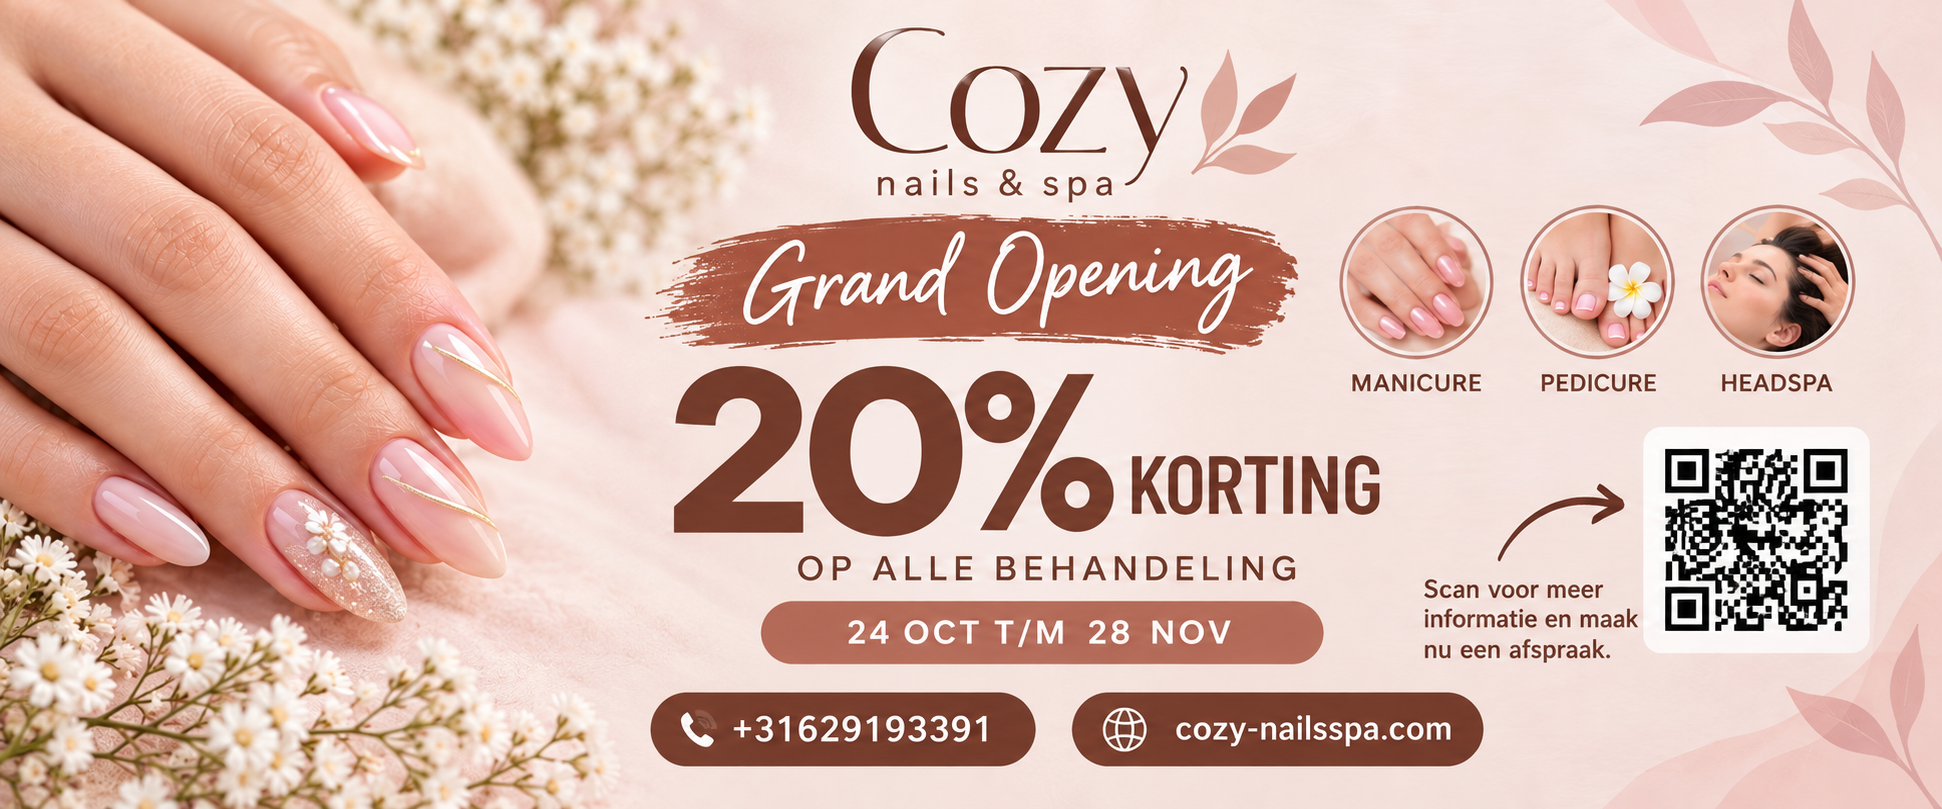 Cozy
nails & spa
Grand Opening
20% KORTING
OP ALLE BEHANDELING
24 OCT T/M 28 NOV
+31629193391
cozy-nailsspa.com
MANICURE
PEDICURE
HEADSPA
Scan voor meer
informatie en maak
nu een afspraak.